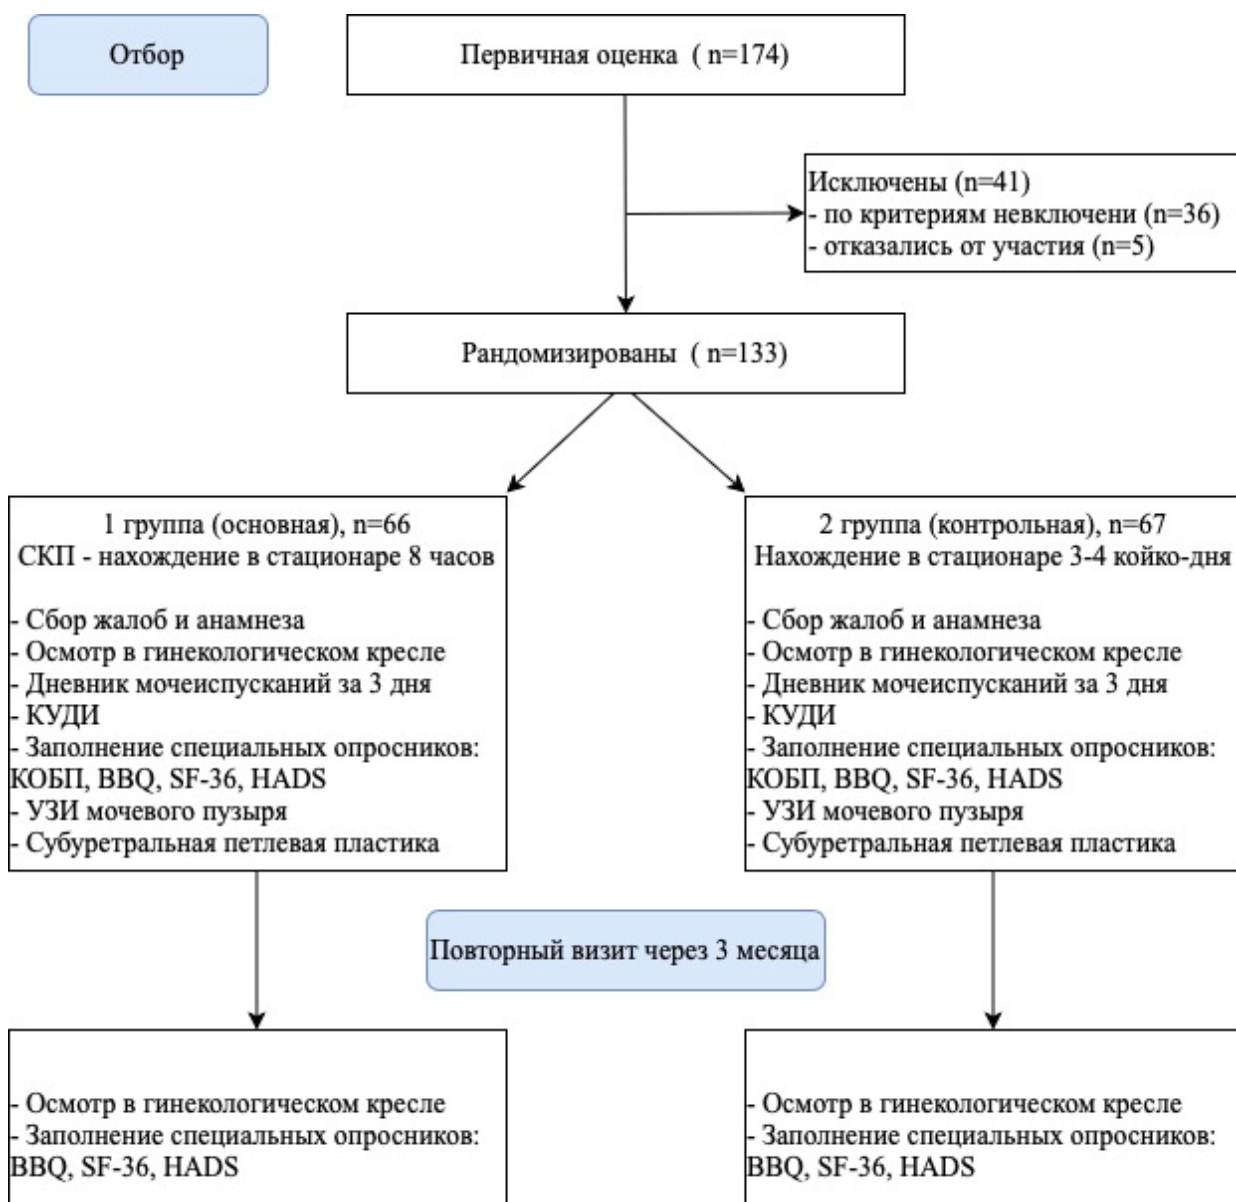 Отбор
Первичная оценка ( n=174)
Исключены (n=41)
- по критериям невключени (n=36)
- отказались от участия (n=5)
Рандомизированы ( n=133)
1 группа (основная), n=66
СКП - нахождение в стационаре 8 часов
- Сбор жалоб и анамнеза
- Осмотр в гинекологическом кресле
- Дневник мочеиспусканий за 3 дня
- КУДИ
- Заполнение специальных опросников:
КОБП, BBQ, SF-36, HADS
- УЗИ мочевого пузыря
- Субуретральная петлевая пластика
2 группа (контрольная), n=67
Нахождение в стационаре 3-4 койко-дня
- Сбор жалоб и анамнеза
- Осмотр в гинекологическом кресле
- Дневник мочеиспусканий за 3 дня
- КУДИ
- Заполнение специальных опросников:
КОБП, BBQ, SF-36, HADS
- УЗИ мочевого пузыря
- Субуретральная петлевая пластика
Повторный визит через 3 месяца
- Осмотр в гинекологическом кресле
- Заполнение специальных опросников:
BBQ, SF-36, HADS
- Осмотр в гинекологическом кресле
- Заполнение специальных опросников:
BBQ, SF-36, HADS